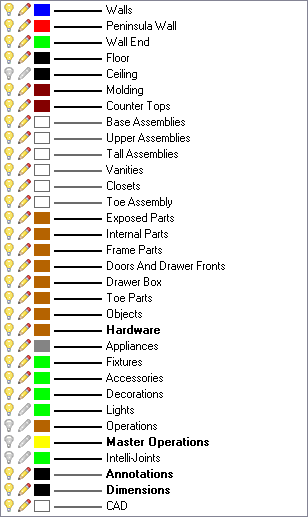 Walls
Peninsula Wall
Wall End
Floor
Ceiling
Molding
Counter Tops
Base Assemblies
Upper Assemblies
Tall Assemblies
Vanities
Closets
Toe Assembly
Exposed Parts
Internal Parts
Frame Parts
Doors And Drawer Fronts
Drawer Box
Toe Parts
Objects
Hardware
Appliances
Fixtures
Accessories
Decorations
Lights
Operations
Master Operations
IntelliJoints
Annotations
Dimensions
CAD